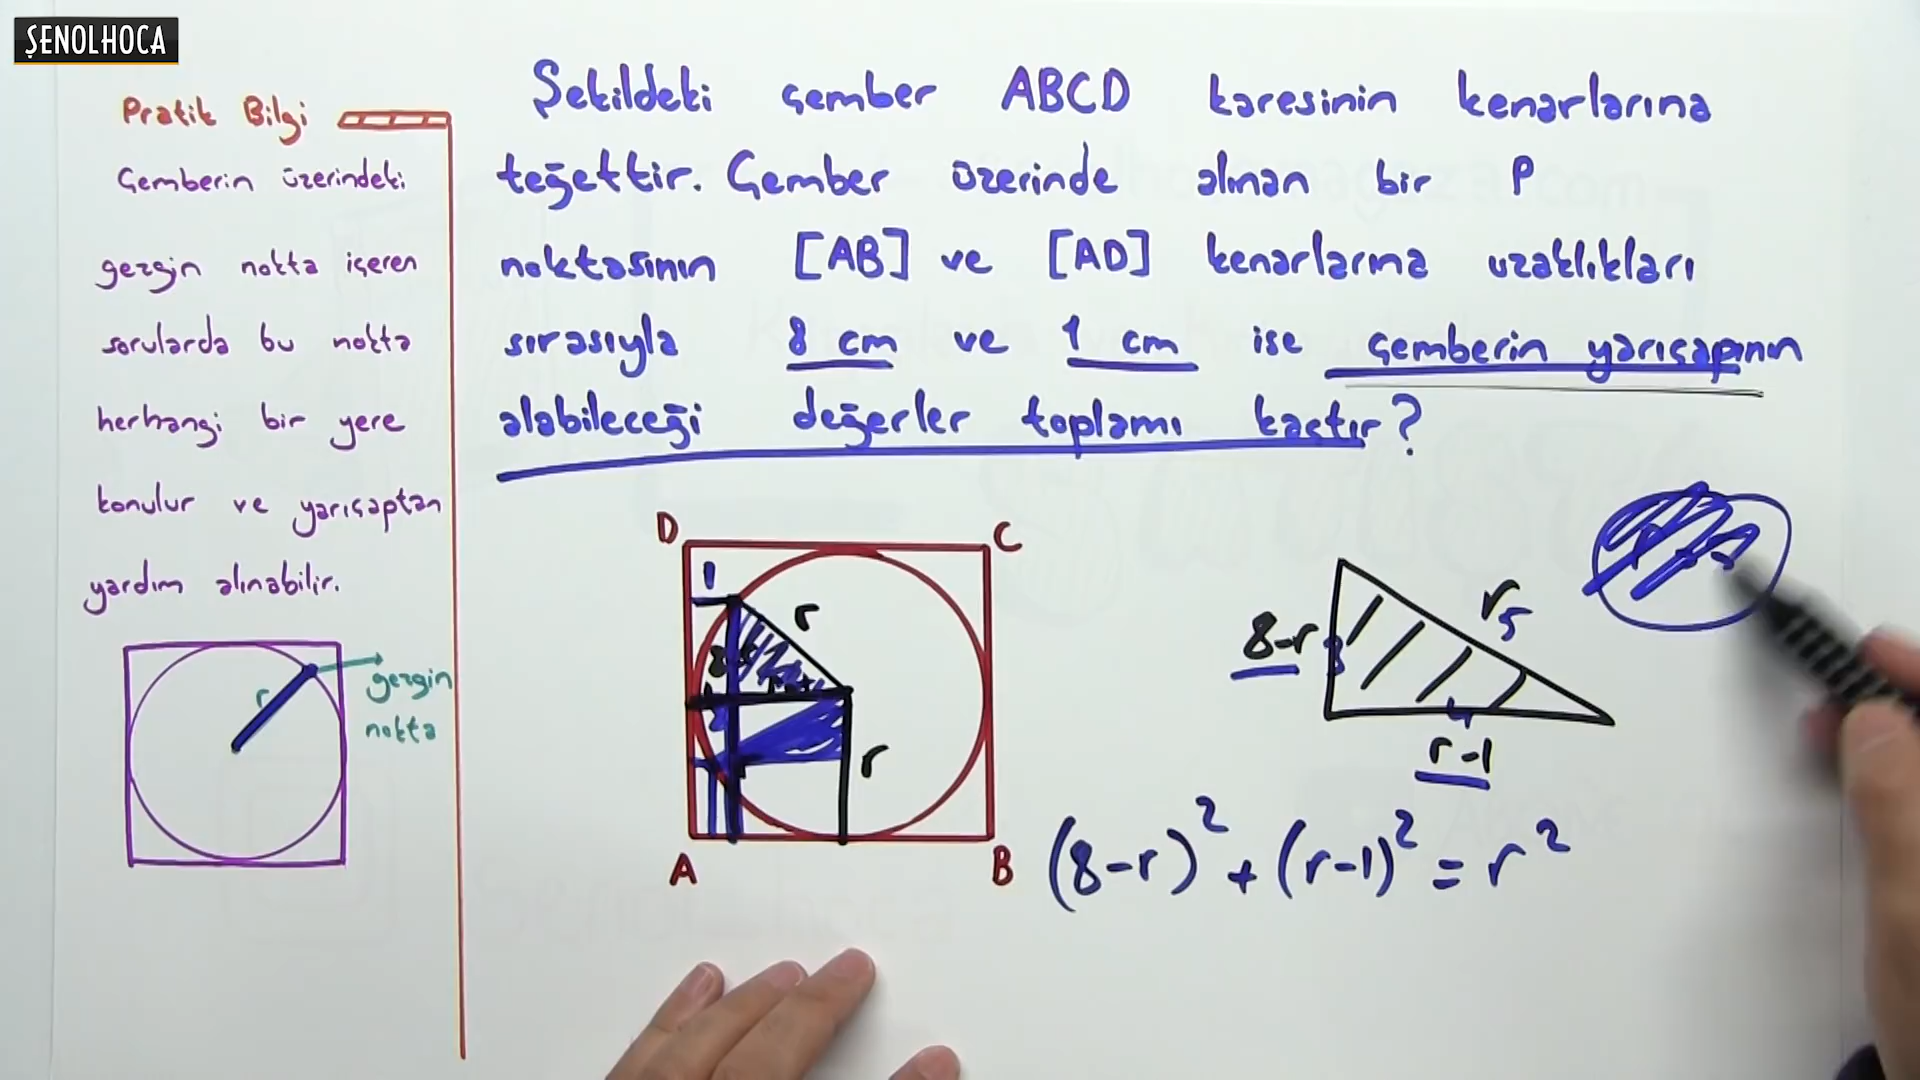 ŞENOLHOCA
Pratik Bilgi
Çemberin üzerindeki
gezgin nokta içeren
sorularda bu nokta
herhangi bir yere
konulur ve yarıçaptan
yardım alınabilir.
r
gezgin
nokta
Şekildeki çember ABCD karesinin kenarlarına
teğettir. Çember üzerinde alınan bir P
noktasının [AB] ve [AD] kenarlarına uzaklıkları
sırasıyla 8 cm ve 1 cm ise çemberin yarıçapının
alabileceği değerler toplamı kaçtır?
D C
1
r
r
A B
8-r 3
r 5
4
r-1
(8-r)² + (r-1)² = r²